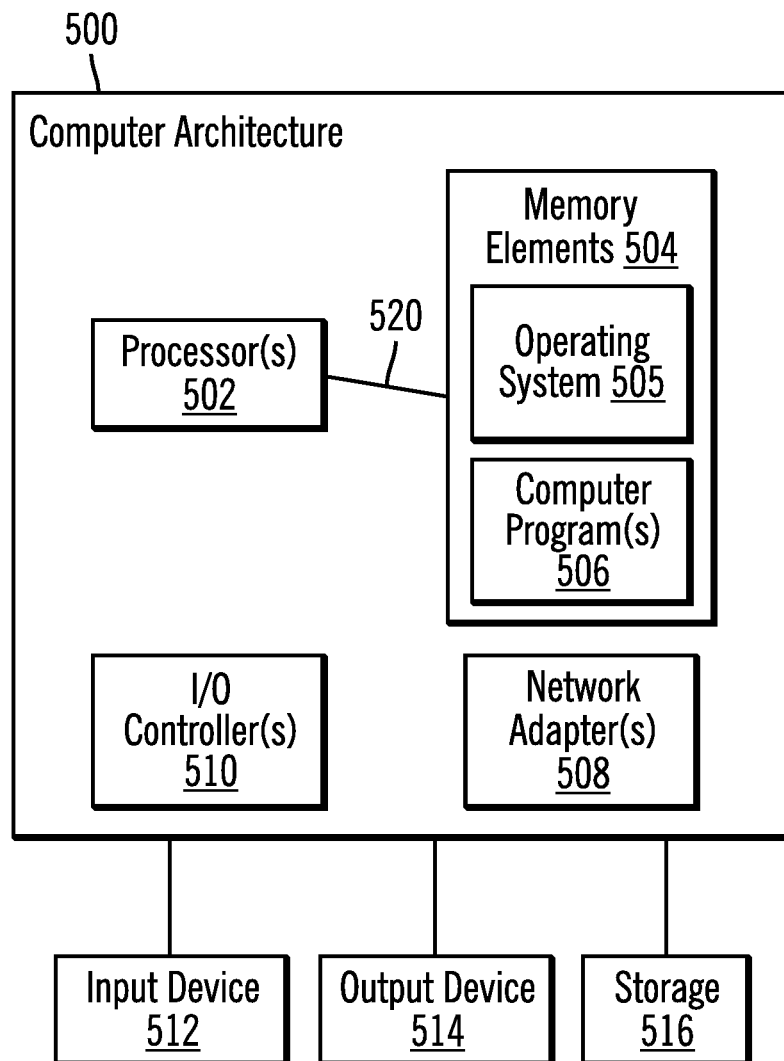 500
Computer Architecture
Memory
Elements 504
520
Processor(s)
502
Operating
System 505
Computer
Program(s)
506
I/O
Controller(s)
510
Network
Adapter(s)
508
Input Device
512
Output Device
514
Storage
516